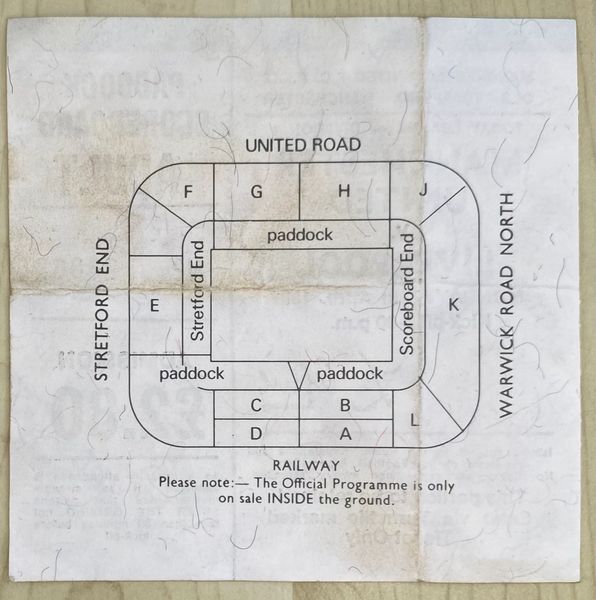 UNITED ROAD
F G H J
paddock
STRETFORD END
Stretford End
Scoreboard End
WARWICK ROAD NORTH
E K
paddock paddock
C B
L
D A
RAILWAY
Please note:— The Official Programme is only
on sale INSIDE the ground.